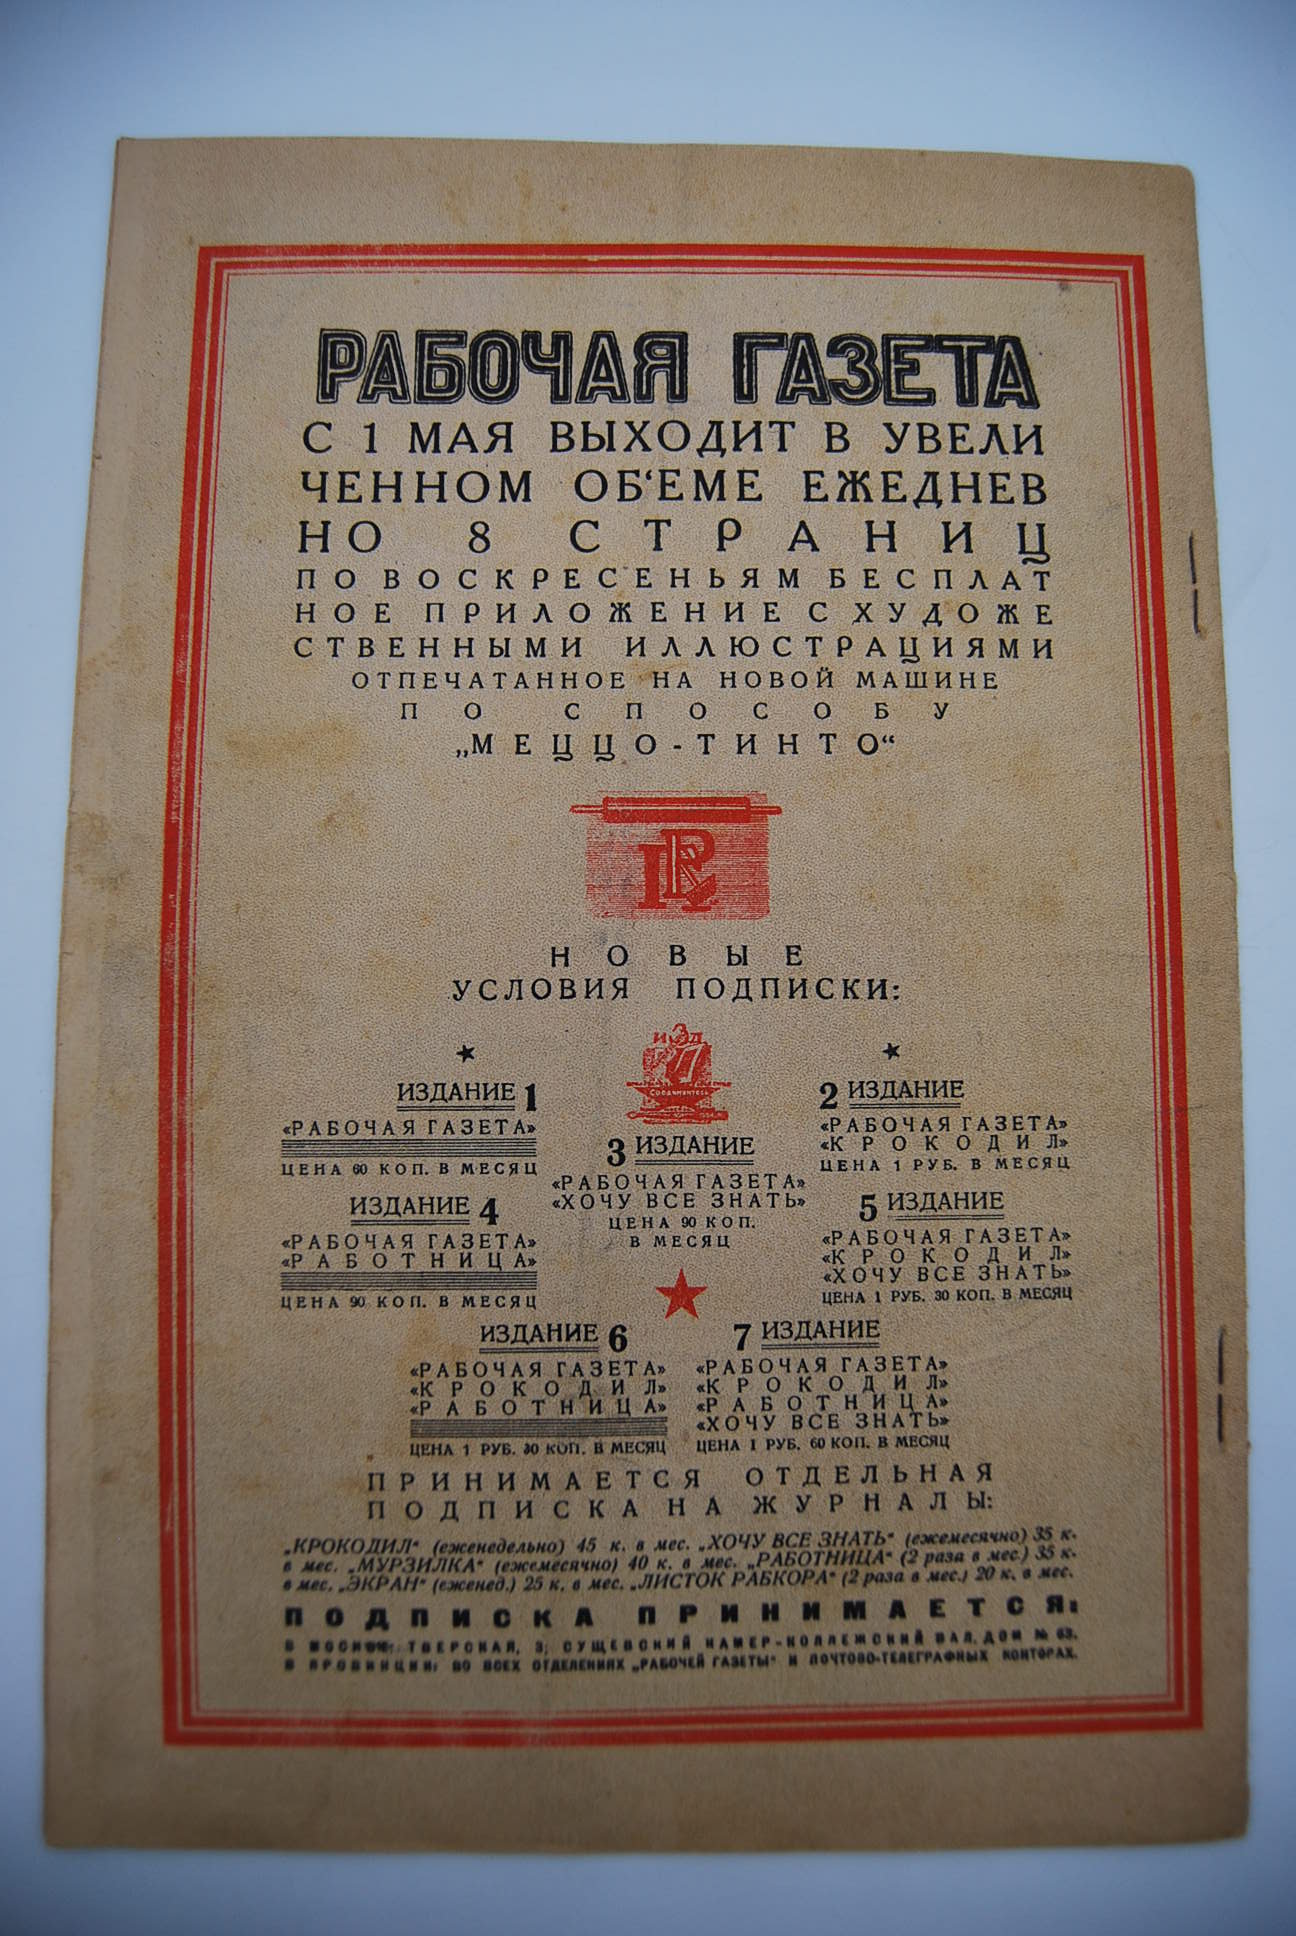 РАБОЧАЯ ГАЗЕТА
С 1 МАЯ ВЫХОДИТ В УВЕЛИ
ЧЕННОМ ОБ‘ЕМЕ ЕЖЕДНЕВ
НО 8 СТРАНИЦ
ПО ВОСКРЕСЕНЬЯМ БЕСПЛАТ
НОЕ ПРИЛОЖЕНИЕ С ХУДОЖЕ
СТВЕННЫМИ ИЛЛЮСТРАЦИЯМИ
ОТПЕЧАТАННОЕ НА НОВОЙ МАШИНЕ
ПО СПОСОБУ
„МЕЦЦО-ТИНТО“
НОВЫЕ
УСЛОВИЯ ПОДПИСКИ:
ИЗДАНИЕ 1
«РАБОЧАЯ ГАЗЕТА»
ЦЕНА 60 КОП. В МЕСЯЦ
2 ИЗДАНИЕ
«РАБОЧАЯ ГАЗЕТА»
«КРОКОДИЛ»
ЦЕНА 1 РУБ. В МЕСЯЦ
Соединяйтесь
3 ИЗДАНИЕ
«РАБОЧАЯ ГАЗЕТА»
«ХОЧУ ВСЕ ЗНАТЬ»
ЦЕНА 90 КОП.
В МЕСЯЦ
ИЗДАНИЕ 4
«РАБОЧАЯ ГАЗЕТА»
«РАБОТНИЦА»
ЦЕНА 90 КОП. В МЕСЯЦ
5 ИЗДАНИЕ
«РАБОЧАЯ ГАЗЕТА»
«КРОКОДИЛ»
«ХОЧУ ВСЕ ЗНАТЬ»
ЦЕНА 1 РУБ. 30 КОП. В МЕСЯЦ
ИЗДАНИЕ 6
«РАБОЧАЯ ГАЗЕТА»
«КРОКОДИЛ»
«РАБОТНИЦА»
ЦЕНА 1 РУБ. 30 КОП. В МЕСЯЦ
7 ИЗДАНИЕ
«РАБОЧАЯ ГАЗЕТА»
«КРОКОДИЛ»
«РАБОТНИЦА»
«ХОЧУ ВСЕ ЗНАТЬ»
ЦЕНА 1 РУБ. 60 КОП. В МЕСЯЦ
ПРИНИМАЕТСЯ ОТДЕЛЬНАЯ
ПОДПИСКА НА ЖУРНАЛЫ:
„КРОКОДИЛ“ (еженедельно) 45 к. в мес. „ХОЧУ ВСЕ ЗНАТЬ“ (ежемесячно) 35 к.
в мес. „МУРЗИЛКА“ (ежемесячно) 40 к. в мес. „РАБОТНИЦА“ (2 раза в мес.) 35 к.
в мес. „ЭКРАН“ (еженед.) 25 к. в мес. „ЛИСТОК РАБКОРА“ (2 раза в мес.) 20 к. в мес.
ПОДПИСКА ПРИНИМАЕТСЯ:
В МОСКВЕ: ТВЕРСКАЯ, 3; СУЩЕВСКИЙ КАМЕР-КОЛЛЕЖСКИЙ ВАЛ, ДОМ № 63.
В ПРОВИНЦИИ: ВО ВСЕХ ОТДЕЛЕНИЯХ „РАБОЧЕЙ ГАЗЕТЫ“ И ПОЧТОВО-ТЕЛЕГРАФНЫХ КОНТОРАХ.